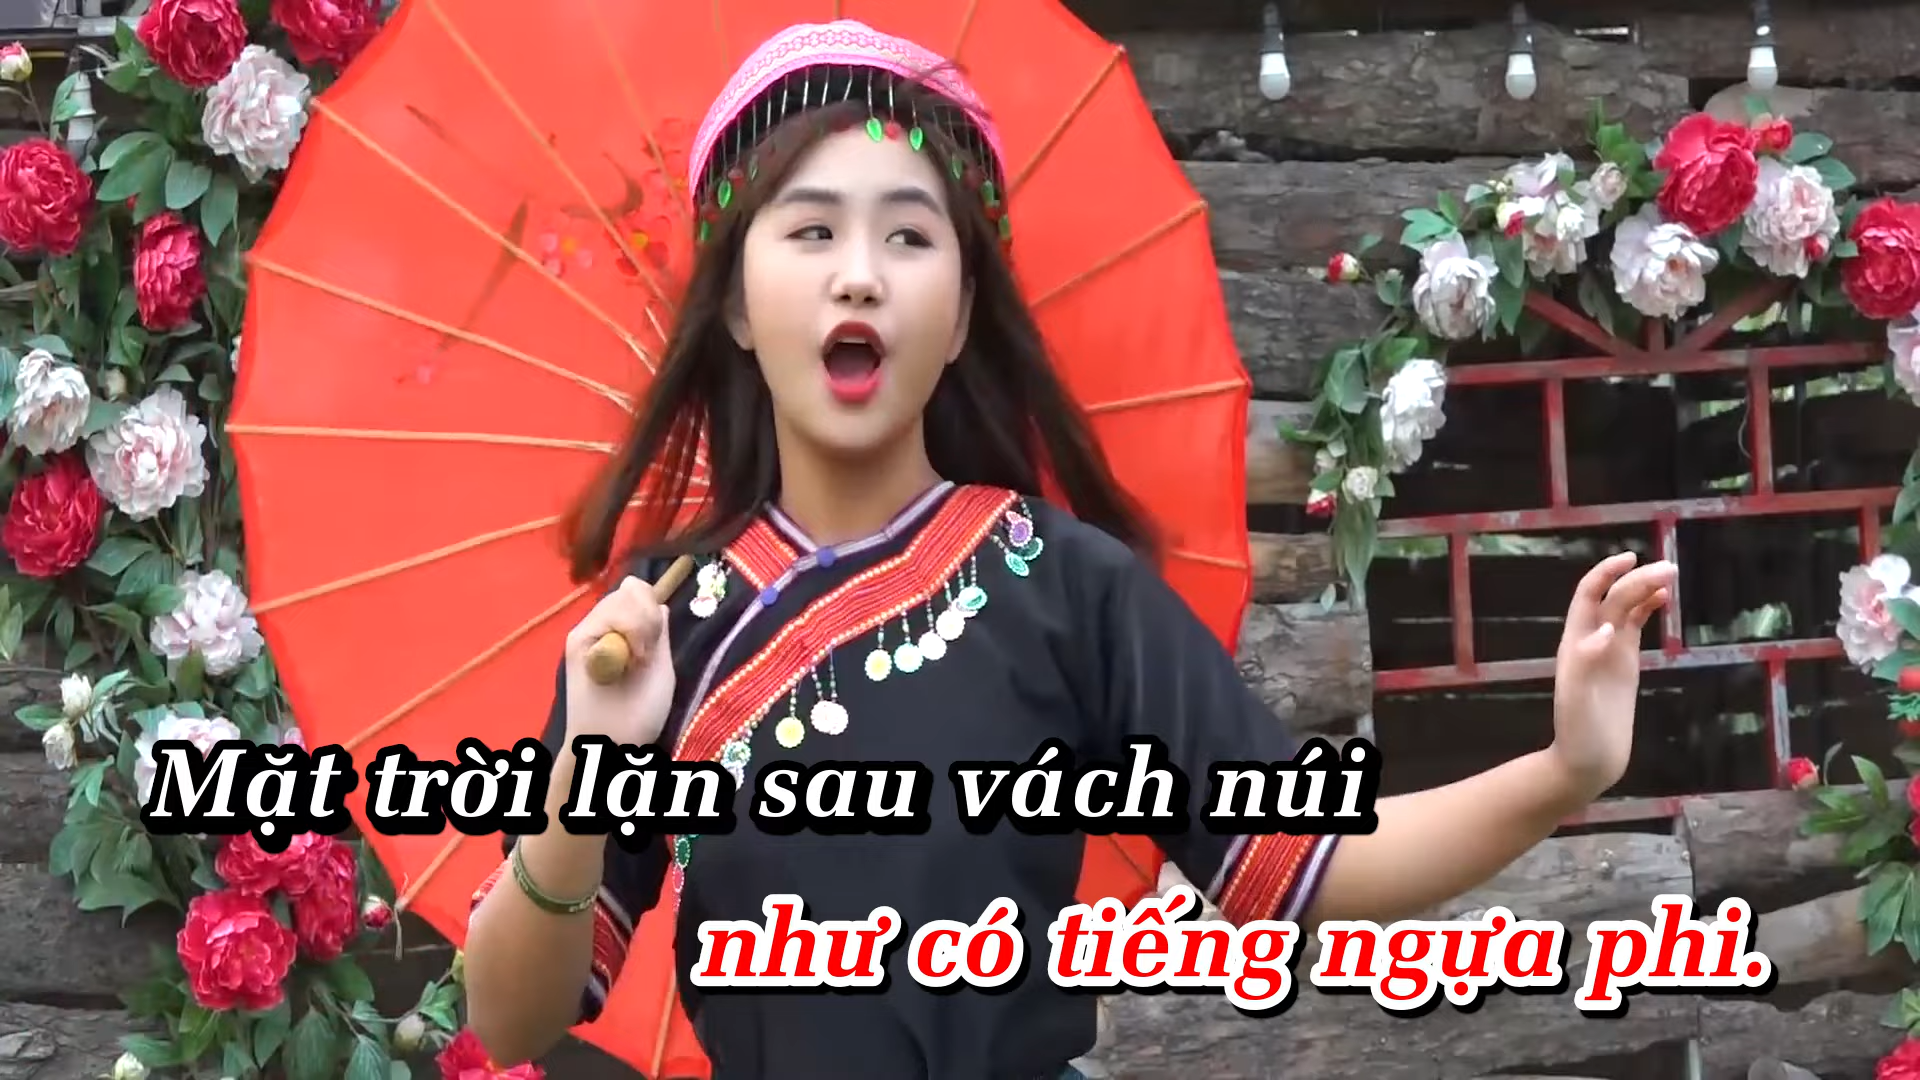 Mặt trời lặn sau vách núi
như có tiếng ngựa phi.